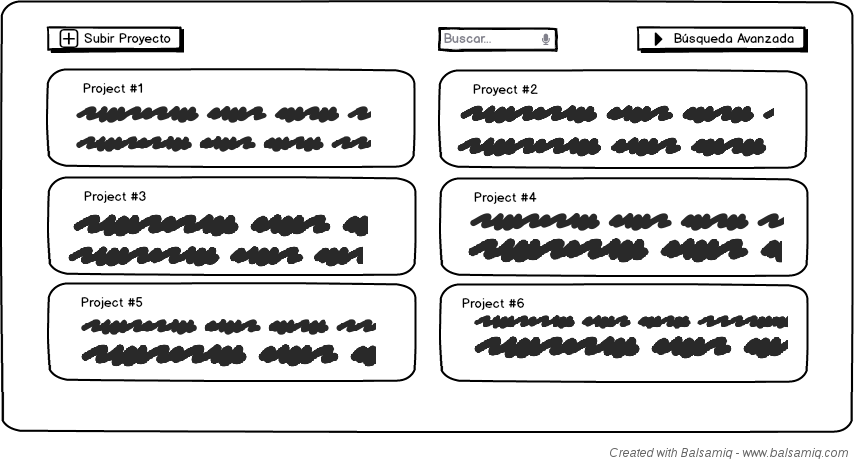 Subir Proyecto
Buscar...
Búsqueda Avanzada
Project #1
Proyect #2
Project #3
Project #4
Project #5
Project #6
Created with Balsamiq - www.balsamiq.com